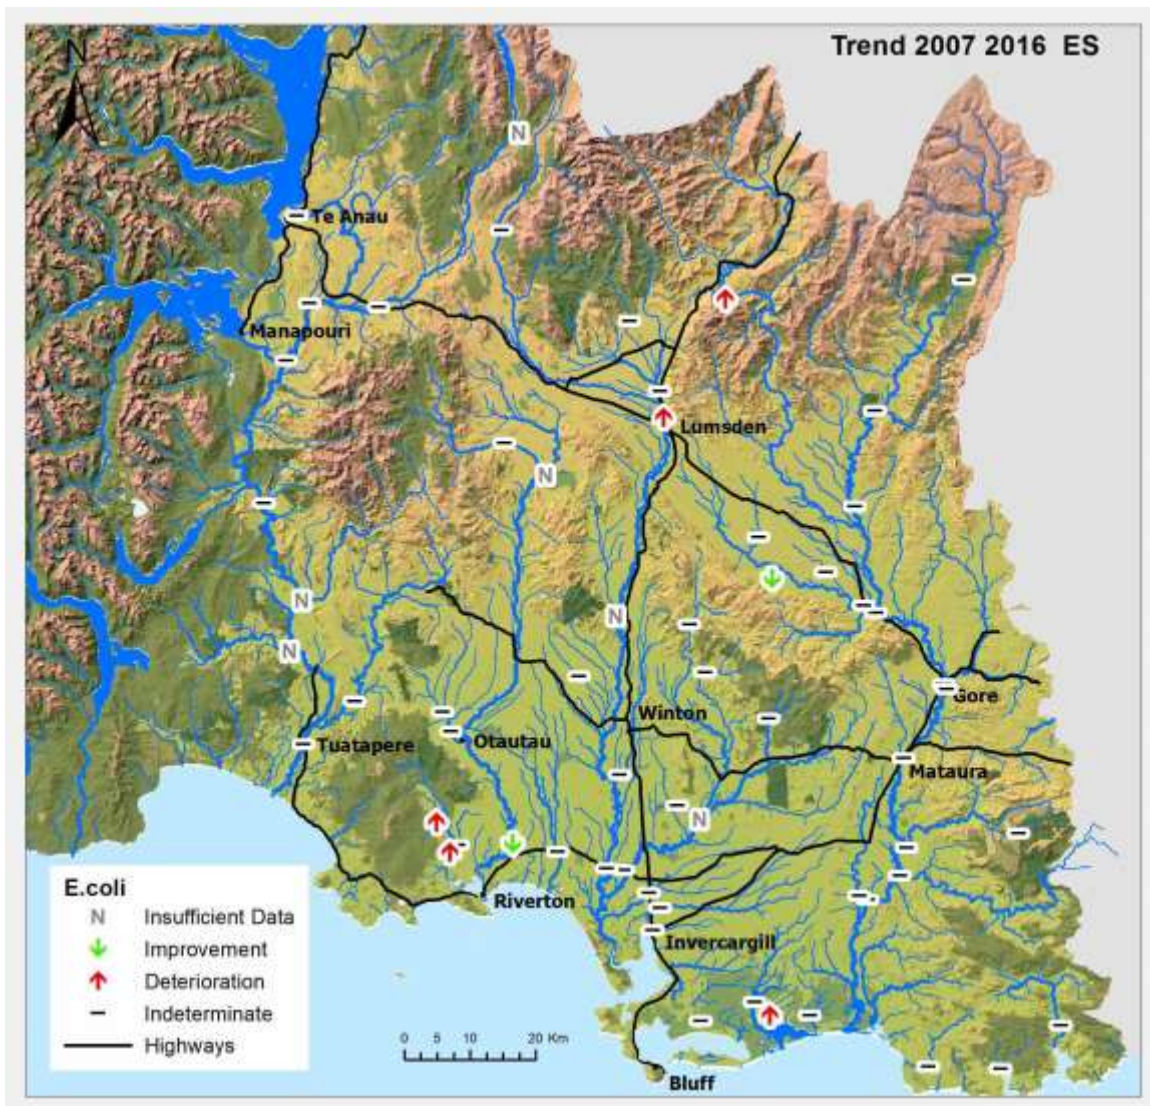 Trend 2007 2016 ES
N
N
Te Anau
Manapouri
Lumsden
N
N
N
N
Gore
Winton
Tuatapere
Otautau
Mataura
N
Riverton
Invercargill
Bluff
E.coli
N Insufficient Data
Improvement
Deterioration
Indeterminate
Highways
0 5 10 20 Km